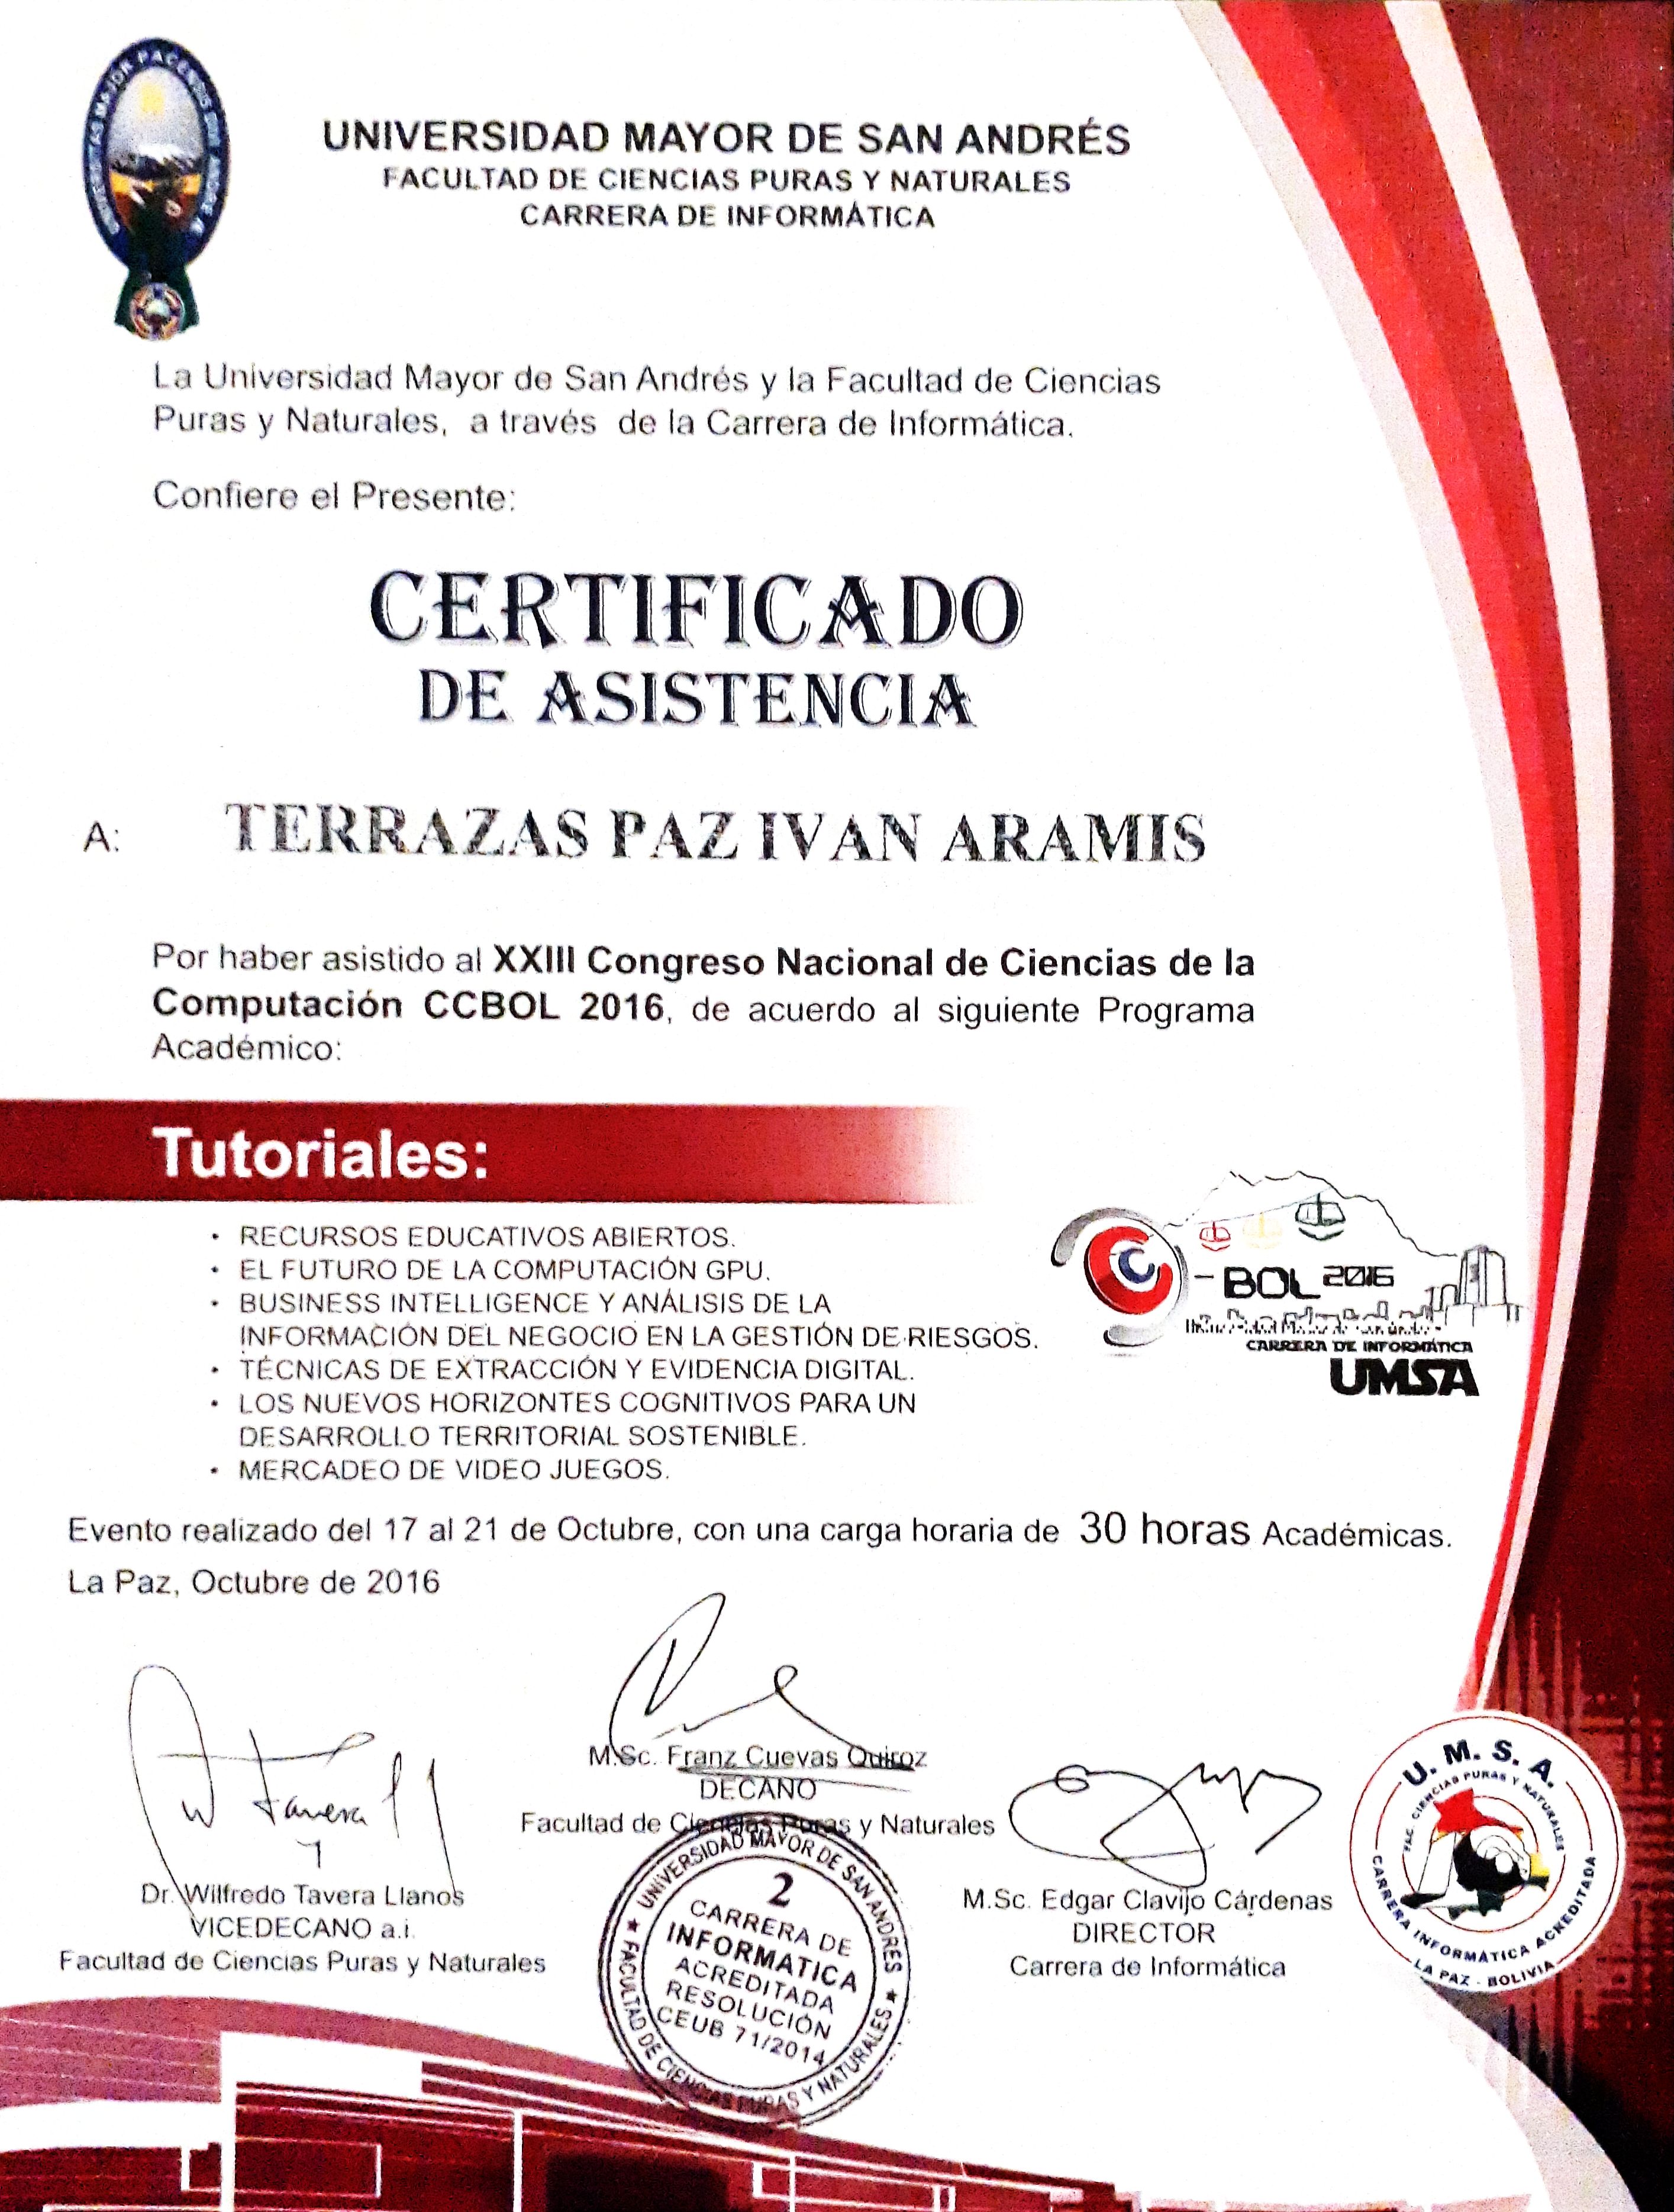 UNIVERSIDAD MAYOR DE SAN ANDRÉS
FACULTAD DE CIENCIAS PURAS Y NATURALES
CARRERA DE INFORMÁTICA
La Universidad Mayor de San Andrés y la Facultad de Ciencias
Puras y Naturales, a través de la Carrera de Informática.
Confiere el Presente:
CERTIFICADO
DE ASISTENCIA
A: TERRAZAS PAZ IVAN ARAMIS
Por haber asistido al XXIII Congreso Nacional de Ciencias de la
Computación CCBOL 2016, de acuerdo al siguiente Programa
Académico:
Tutoriales:
• RECURSOS EDUCATIVOS ABIERTOS.
• EL FUTURO DE LA COMPUTACIÓN GPU.
• BUSINESS INTELLIGENCE Y ANÁLISIS DE LA
INFORMACIÓN DEL NEGOCIO EN LA GESTIÓN DE RIESGOS.
• TÉCNICAS DE EXTRACCIÓN Y EVIDENCIA DIGITAL.
• LOS NUEVOS HORIZONTES COGNITIVOS PARA UN
DESARROLLO TERRITORIAL SOSTENIBLE.
• MERCADEO DE VIDEO JUEGOS.
CC-BOL 2016
CARRERA DE INFORMÁTICA
UMSA
Evento realizado del 17 al 21 de Octubre, con una carga horaria de 30 horas Académicas.
La Paz, Octubre de 2016
M.Sc. Franz Cuevas Quiroz
DECANO
Facultad de Ciencias Puras y Naturales
W Tavera
Dr. Wilfredo Tavera Llanos
VICEDECANO a.i.
Facultad de Ciencias Puras y Naturales
M.Sc. Edgar Clavijo Cárdenas
DIRECTOR
Carrera de Informática
UNIVERSIDAD MAYOR DE SAN ANDRES
FACULTAD DE CIENCIAS PURAS Y NATURALES
2
CARRERA DE
INFORMATICA
ACREDITADA
RESOLUCIÓN
CEUB 71/2014
U. M. S. A.
FAC. CIENCIAS PURAS Y NATURALES
CARRERA INFORMÁTICA ACREDITADA
LA PAZ - BOLIVIA